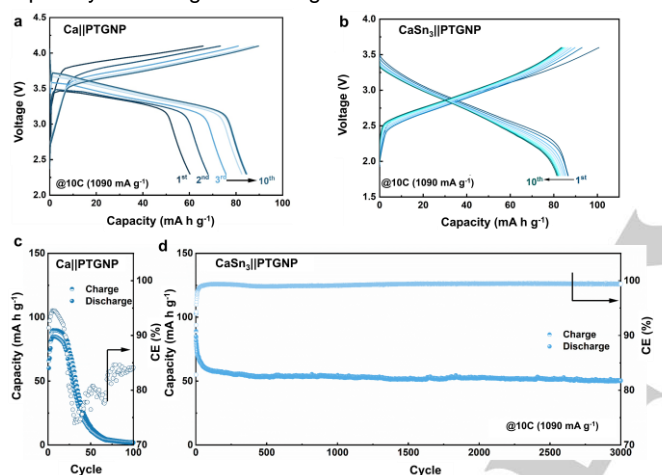 a
Ca||PTGNP
Voltage (V)
4.5
4.0
3.5
3.0
2.5
2.0
1st 2nd 3rd 10th
@10C (1090 mA g-1)
0 20 40 60 80 100
Capacity (mA h g-1)
b
CaSn3||PTGNP
Voltage (V)
4.0
3.5
3.0
2.5
2.0
1.5
10th 1st
@10C (1090 mA g-1)
0 20 40 60 80 100
Capacity (mA h g-1)
c
Ca||PTGNP
Charge
Discharge
Capacity (mA h g-1)
150
100
50
0
CE (%)
100
90
80
70
0 25 50 75 100
Cycle
d
CaSn3||PTGNP
Charge
Discharge
@10C (1090 mA g-1)
Capacity (mA h g-1)
150
100
50
0
CE (%)
100
90
80
70
0 500 1000 1500 2000 2500 3000
Cycle